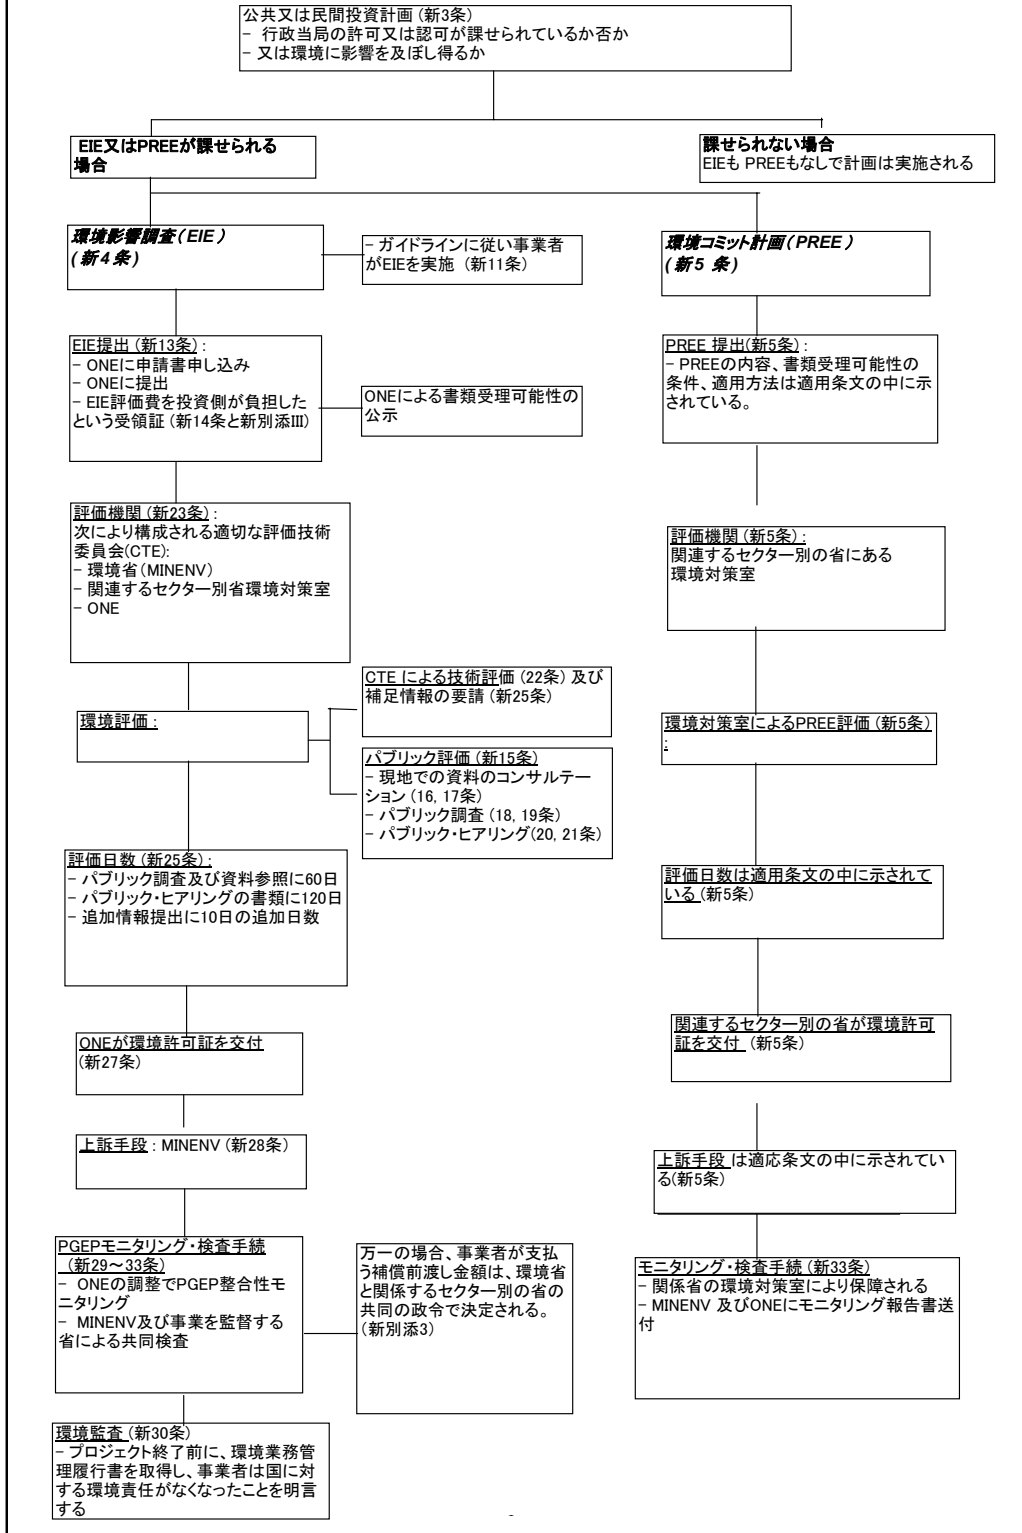 公共又は民間投資計画 (新3条)
- 行政当局の許可又は認可が課せられているか否か
- 又は環境に影響を及ぼし得るか
EIE又はPREEが課せられる
場合
課せられない場合
EIEも PREEもなしで計画は実施される
環境影響調査(EIE)
(新4条)
- ガイドラインに従い事業者
がEIEを実施 (新11条)
環境コミット計画(PREE)
(新5 条)
EIE提出 (新13条) :
- ONEに申請書申し込み
- ONEに提出
- EIE評価費を投資側が負担した
という受領証 (新14条と新別添III)
ONEによる書類受理可能性の
公示
PREE 提出(新5条) :
- PREEの内容、書類受理可能性の
条件、適用方法は適用条文の中に示
されている。
評価機関 (新23条) :
次により構成される適切な評価技術
委員会(CTE):
- 環境省(MINENV)
- 関連するセクター別省環境対策室
- ONE
評価機関 (新5条) :
関連するセクター別の省にある
環境対策室
環境評価 :
CTE による技術評価 (22条) 及び
補足情報の要請 (新25条)
パブリック評価 (新15条)
- 現地での資料のコンサルテー
ション (16, 17条)
- パブリック調査 (18, 19条)
- パブリック・ヒアリング(20, 21条)
環境対策室によるPREE評価 (新5条)
:
評価日数 (新25条) :
- パブリック調査及び資料参照に60日
- パブリック・ヒアリングの書類に120日
- 追加情報提出に10日の追加日数
評価日数は適用条文の中に示されて
いる (新5条)
ONEが環境許可証を交付
(新27条)
関連するセクター別の省が環境許可
証を交付 (新5条)
上訴手段 : MINENV (新28条)
上訴手段 は適応条文の中に示されてい
る(新5条)
PGEPモニタリング・検査手続
(新29~33条)
- ONEの調整でPGEP整合性モ
ニタリング
- MINENV及び事業を監督する
省による共同検査
万一の場合、事業者が支払
う補償前渡し金額は、環境省
と関係するセクター別の省の
共同の政令で決定される。
(新別添3)
モニタリング・検査手続 (新33条)
- 関係省の環境対策室により保障される
- MINENV 及びONEにモニタリング報告書送
付
環境監査 (新30条)
- プロジェクト終了前に、環境業務管
理履行書を取得し、事業者は国に対
する環境責任がなくなったことを明言
する
-